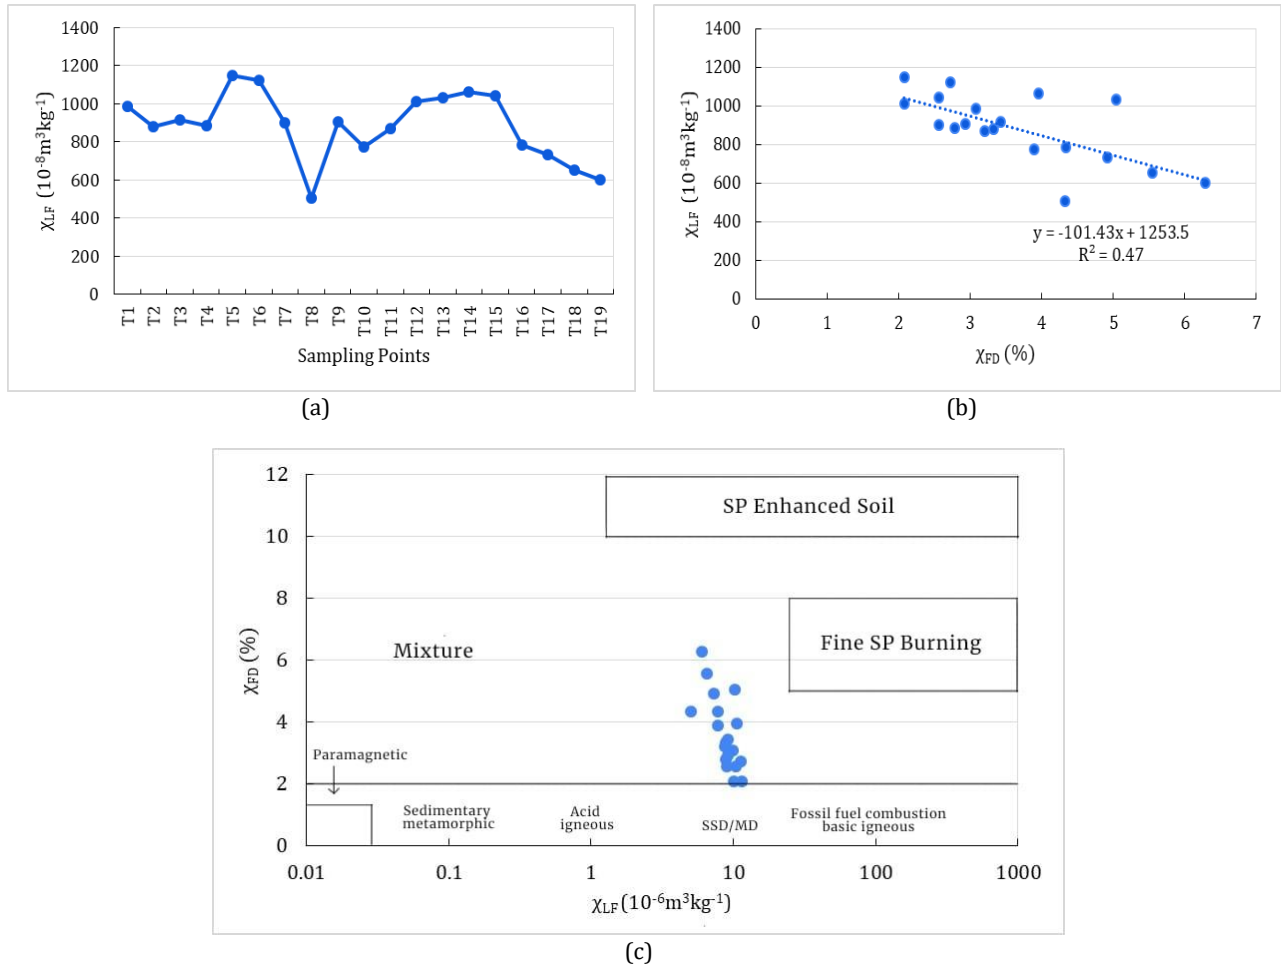 1400
1200
1000
800
600
400
200
0
χLF (10⁻⁸m³kg⁻¹)
T1 T2 T3 T4 T5 T6 T7 T8 T9 T10 T11 T12 T13 T14 T15 T16 T17 T18 T19
Sampling Points
(a)
1400
1200
1000
800
600
400
200
0
χLF (10⁻⁸m³kg⁻¹)
y = -101.43x + 1253.5
R² = 0.47
0 1 2 3 4 5 6 7
χFD (%)
(b)
12
10
8
6
4
2
0
χFD (%)
SP Enhanced Soil
Fine SP Burning
Mixture
Paramagnetic
Sedimentary
metamorphic
Acid
igneous
SSD/MD
Fossil fuel combustion
basic igneous
0.01 0.1 1 10 100 1000
χLF (10⁻⁶m³kg⁻¹)
(c)